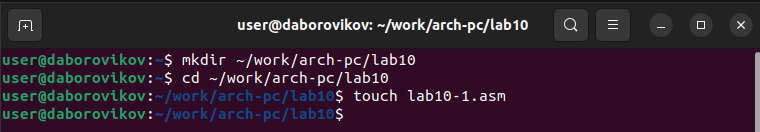 user@daborovikov: ~/work/arch-pc/lab10
user@daborovikov:~$ mkdir ~/work/arch-pc/lab10
user@daborovikov:~$ cd ~/work/arch-pc/lab10
user@daborovikov:~/work/arch-pc/lab10$ touch lab10-1.asm
user@daborovikov:~/work/arch-pc/lab10$